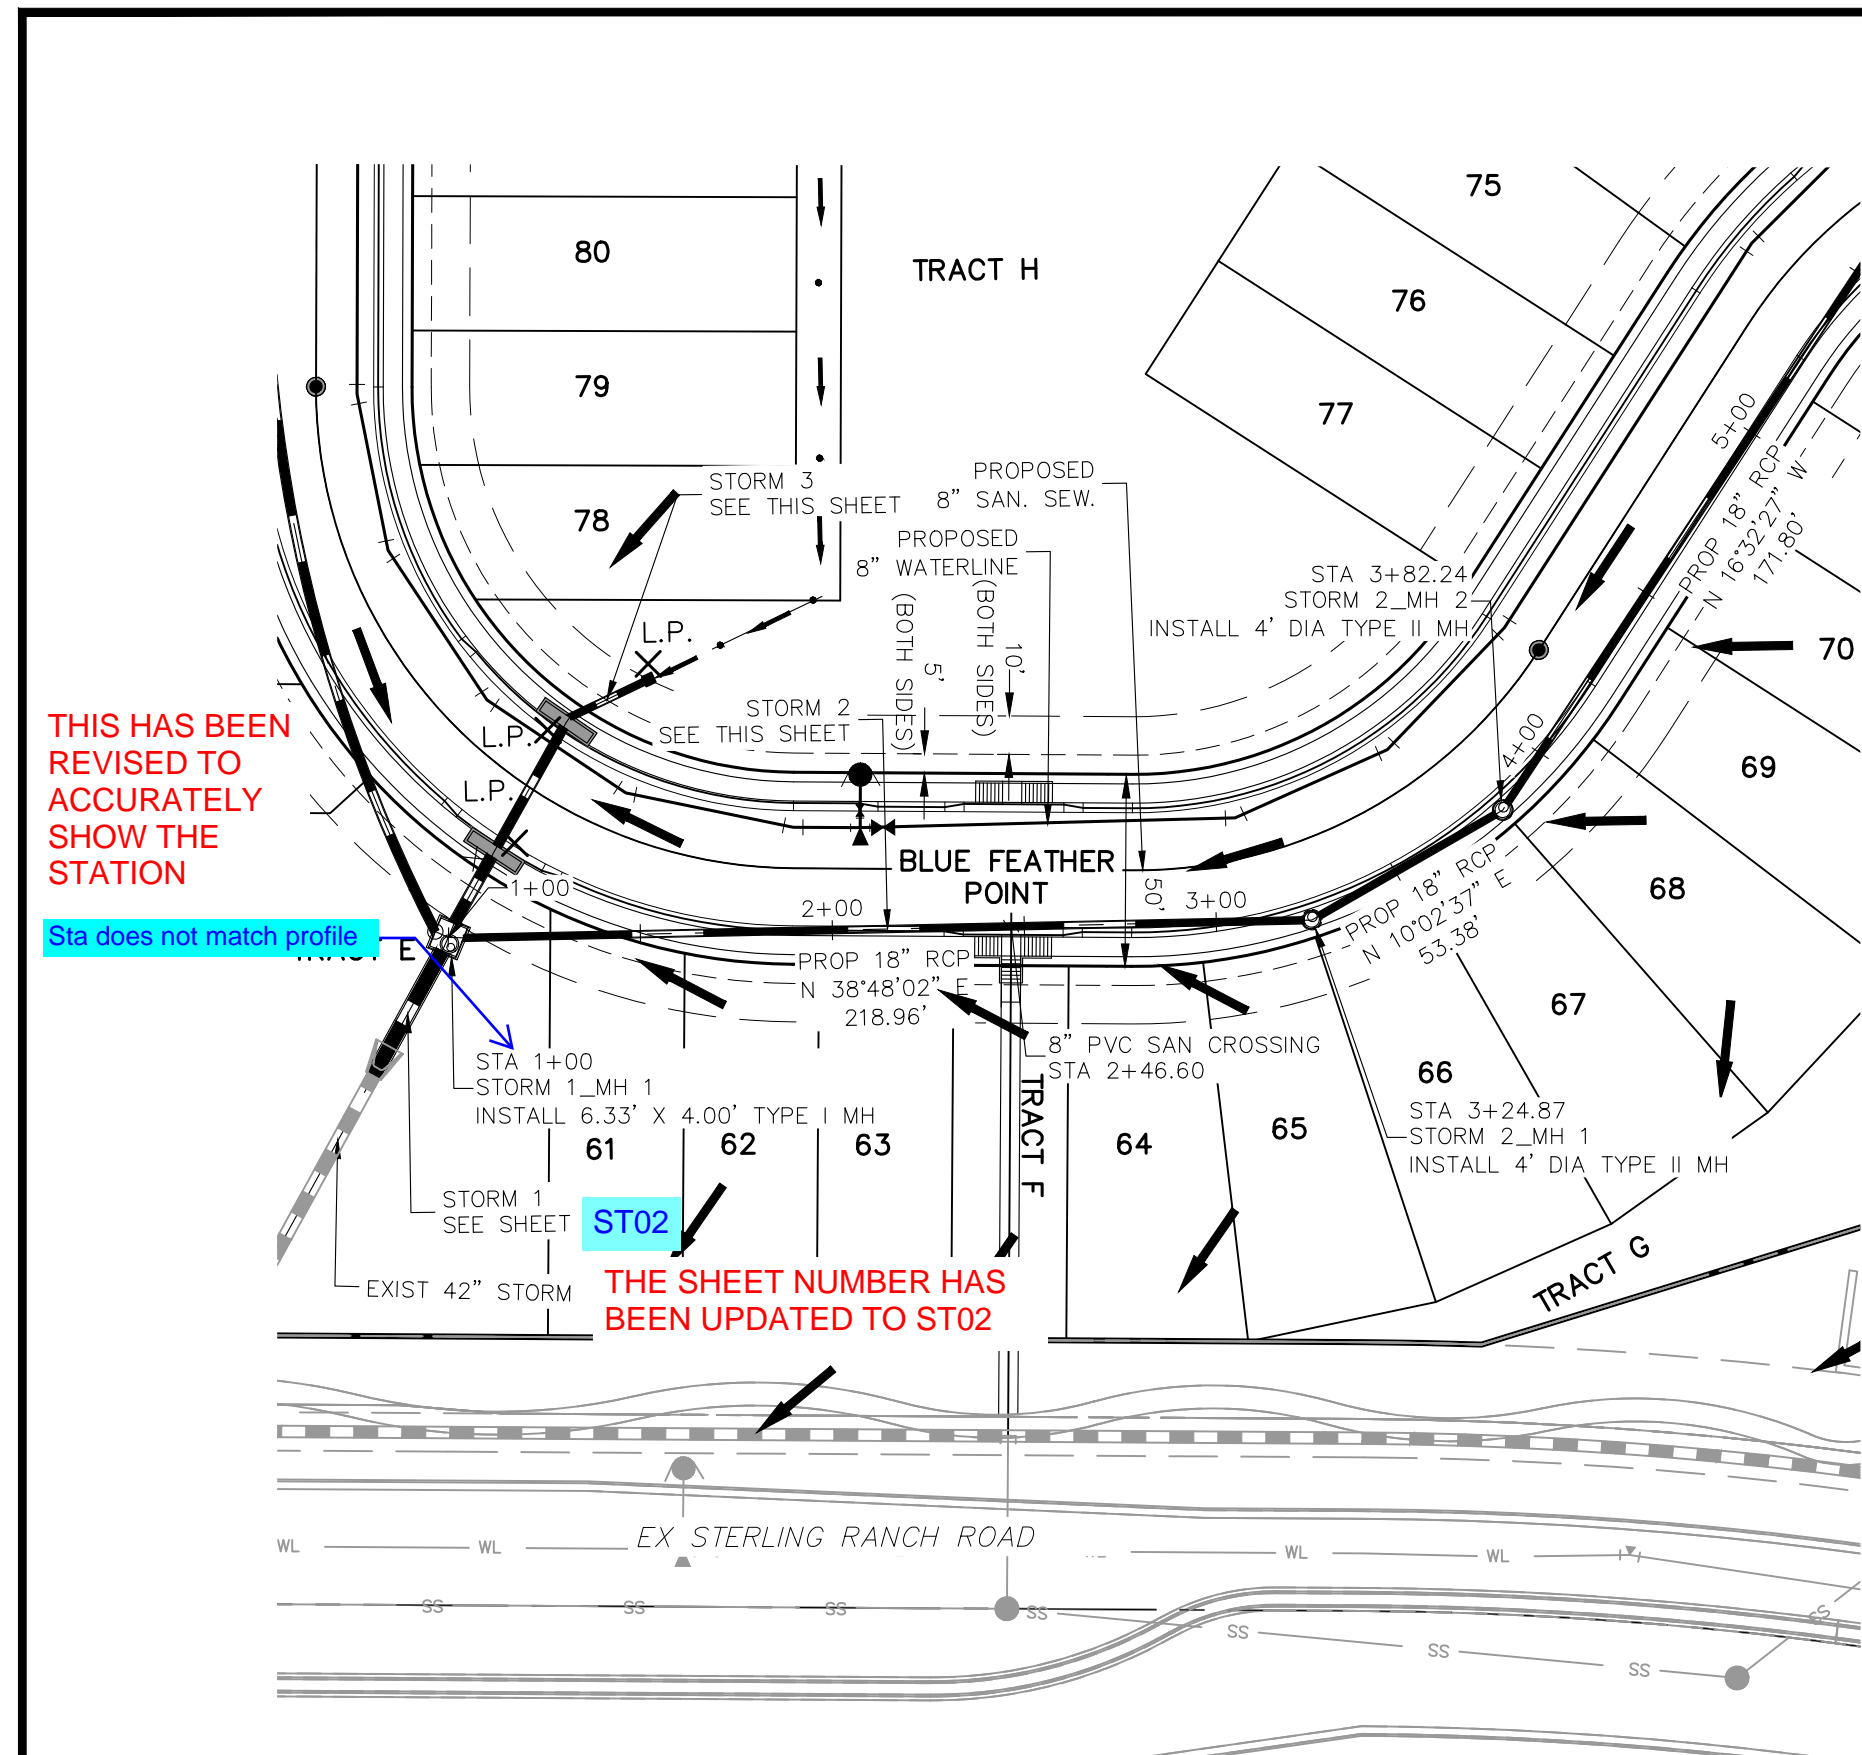 75
80
TRACT H
76
79
77
5+00
STORM 3
SEE THIS SHEET
PROPOSED
8" SAN. SEW.
78
PROP 18" RCP
N 16°32'27" W
171.80'
PROPOSED
8" WATERLINE
STA 3+82.24
STORM 2_MH 2
INSTALL 4' DIA TYPE II MH
(BOTH SIDES)
5'
(BOTH SIDES)
10'
L.P.
70
THIS HAS BEEN
REVISED TO
ACCURATELY
SHOW THE
STATION
STORM 2
SEE THIS SHEET
L.P.
4+00
69
L.P.
BLUE FEATHER
POINT
50'
1+00
2+00
3+00
68
PROP 18" RCP
N 10°02'37" E
53.38'
Sta does not match profile
TRACT E
PROP 18" RCP
N 38°48'02" E
218.96'
67
8" PVC SAN CROSSING
STA 2+46.60
STA 1+00
STORM 1_MH 1
INSTALL 6.33' X 4.00' TYPE I MH
TRACT F
66
STA 3+24.87
STORM 2_MH 1
INSTALL 4' DIA TYPE II MH
61
62
63
64
65
STORM 1
SEE SHEET
ST02
EXIST 42" STORM
THE SHEET NUMBER HAS
BEEN UPDATED TO ST02
TRACT G
EX STERLING RANCH ROAD
WL
WL
WL
WL
SS
SS
SS
SS
SS
SS
SS
SS